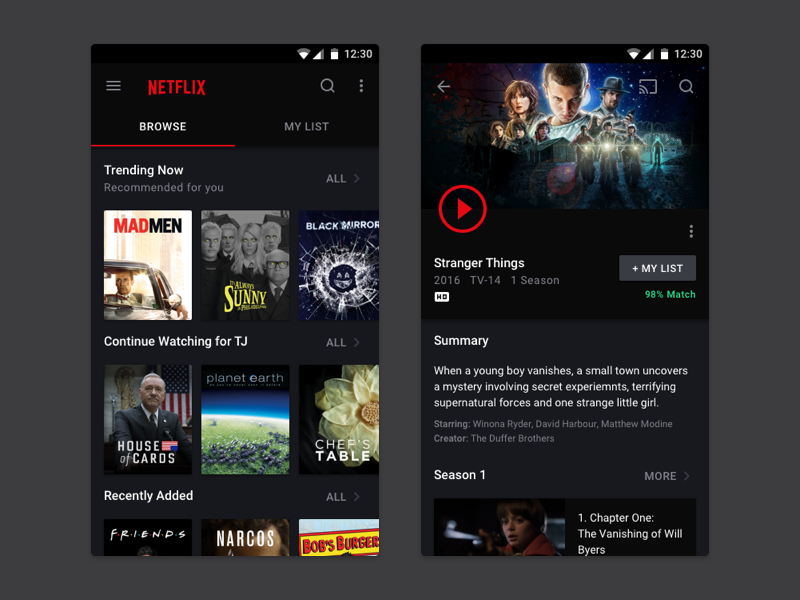 12:30
NETFLIX
BROWSE MY LIST
Trending Now
Recommended for you
ALL
MADMEN
IT'S ALWAYS
SUNNY
IN PHILADELPHIA
BLACK MIRROR
Continue Watching for TJ
ALL
HOUSE
of CARDS
planet earth
CHEF'S
TABLE
Recently Added
ALL
F·R·I·E·N·D·S
NARCOS
BOB'S BURGER
12:30
Stranger Things
+ MY LIST
2016 TV-14 1 Season
HD
98% Match
Summary
When a young boy vanishes, a small town uncovers
a mystery involving secret experiemnts, terrifying
supernatural forces and one strange little girl.
Starring: Winona Ryder, David Harbour, Matthew Modine
Creator: The Duffer Brothers
Season 1
MORE
1. Chapter One:
The Vanishing of Will
Byers